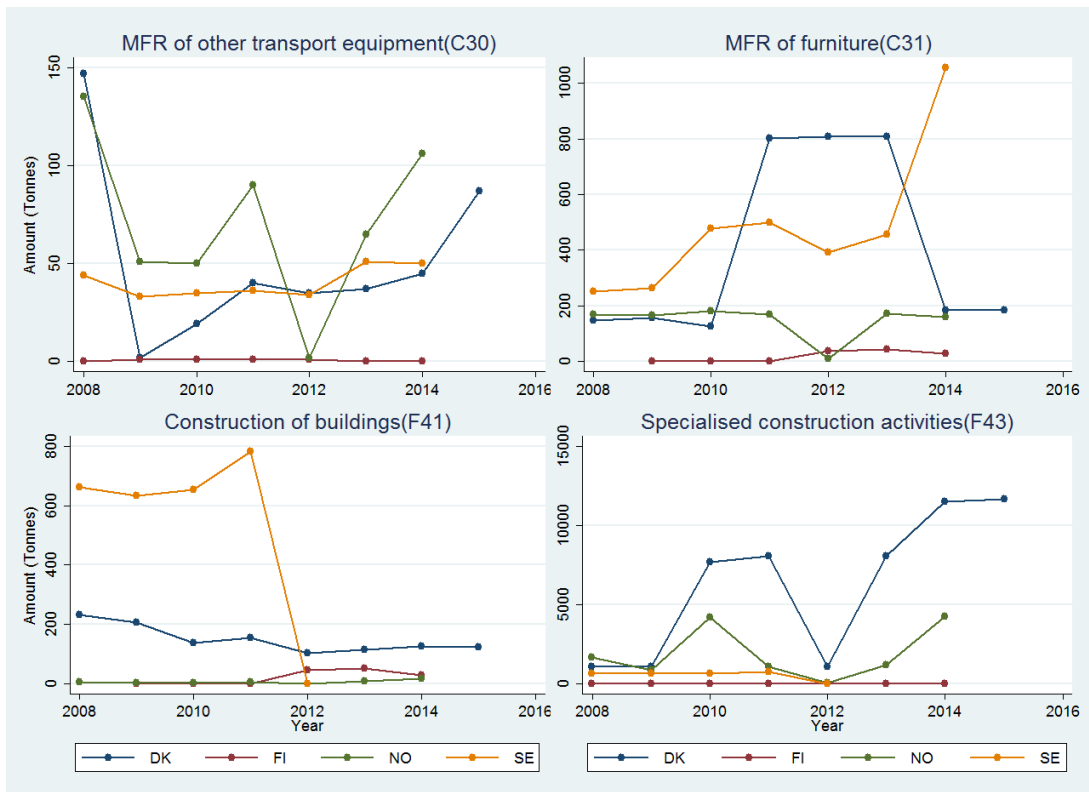 MFR of other transport equipment(C30)
Amount (Tonnes)
150
100
50
0
2008 2010 2012 2014 2016
MFR of furniture(C31)
1000
800
600
400
200
0
2008 2010 2012 2014 2016
Construction of buildings(F41)
Amount (Tonnes)
800
600
400
200
0
2008 2010 2012 2014 2016
Year
Specialised construction activities(F43)
15000
10000
5000
0
2008 2010 2012 2014 2016
Year
DK FI NO SE
DK FI NO SE